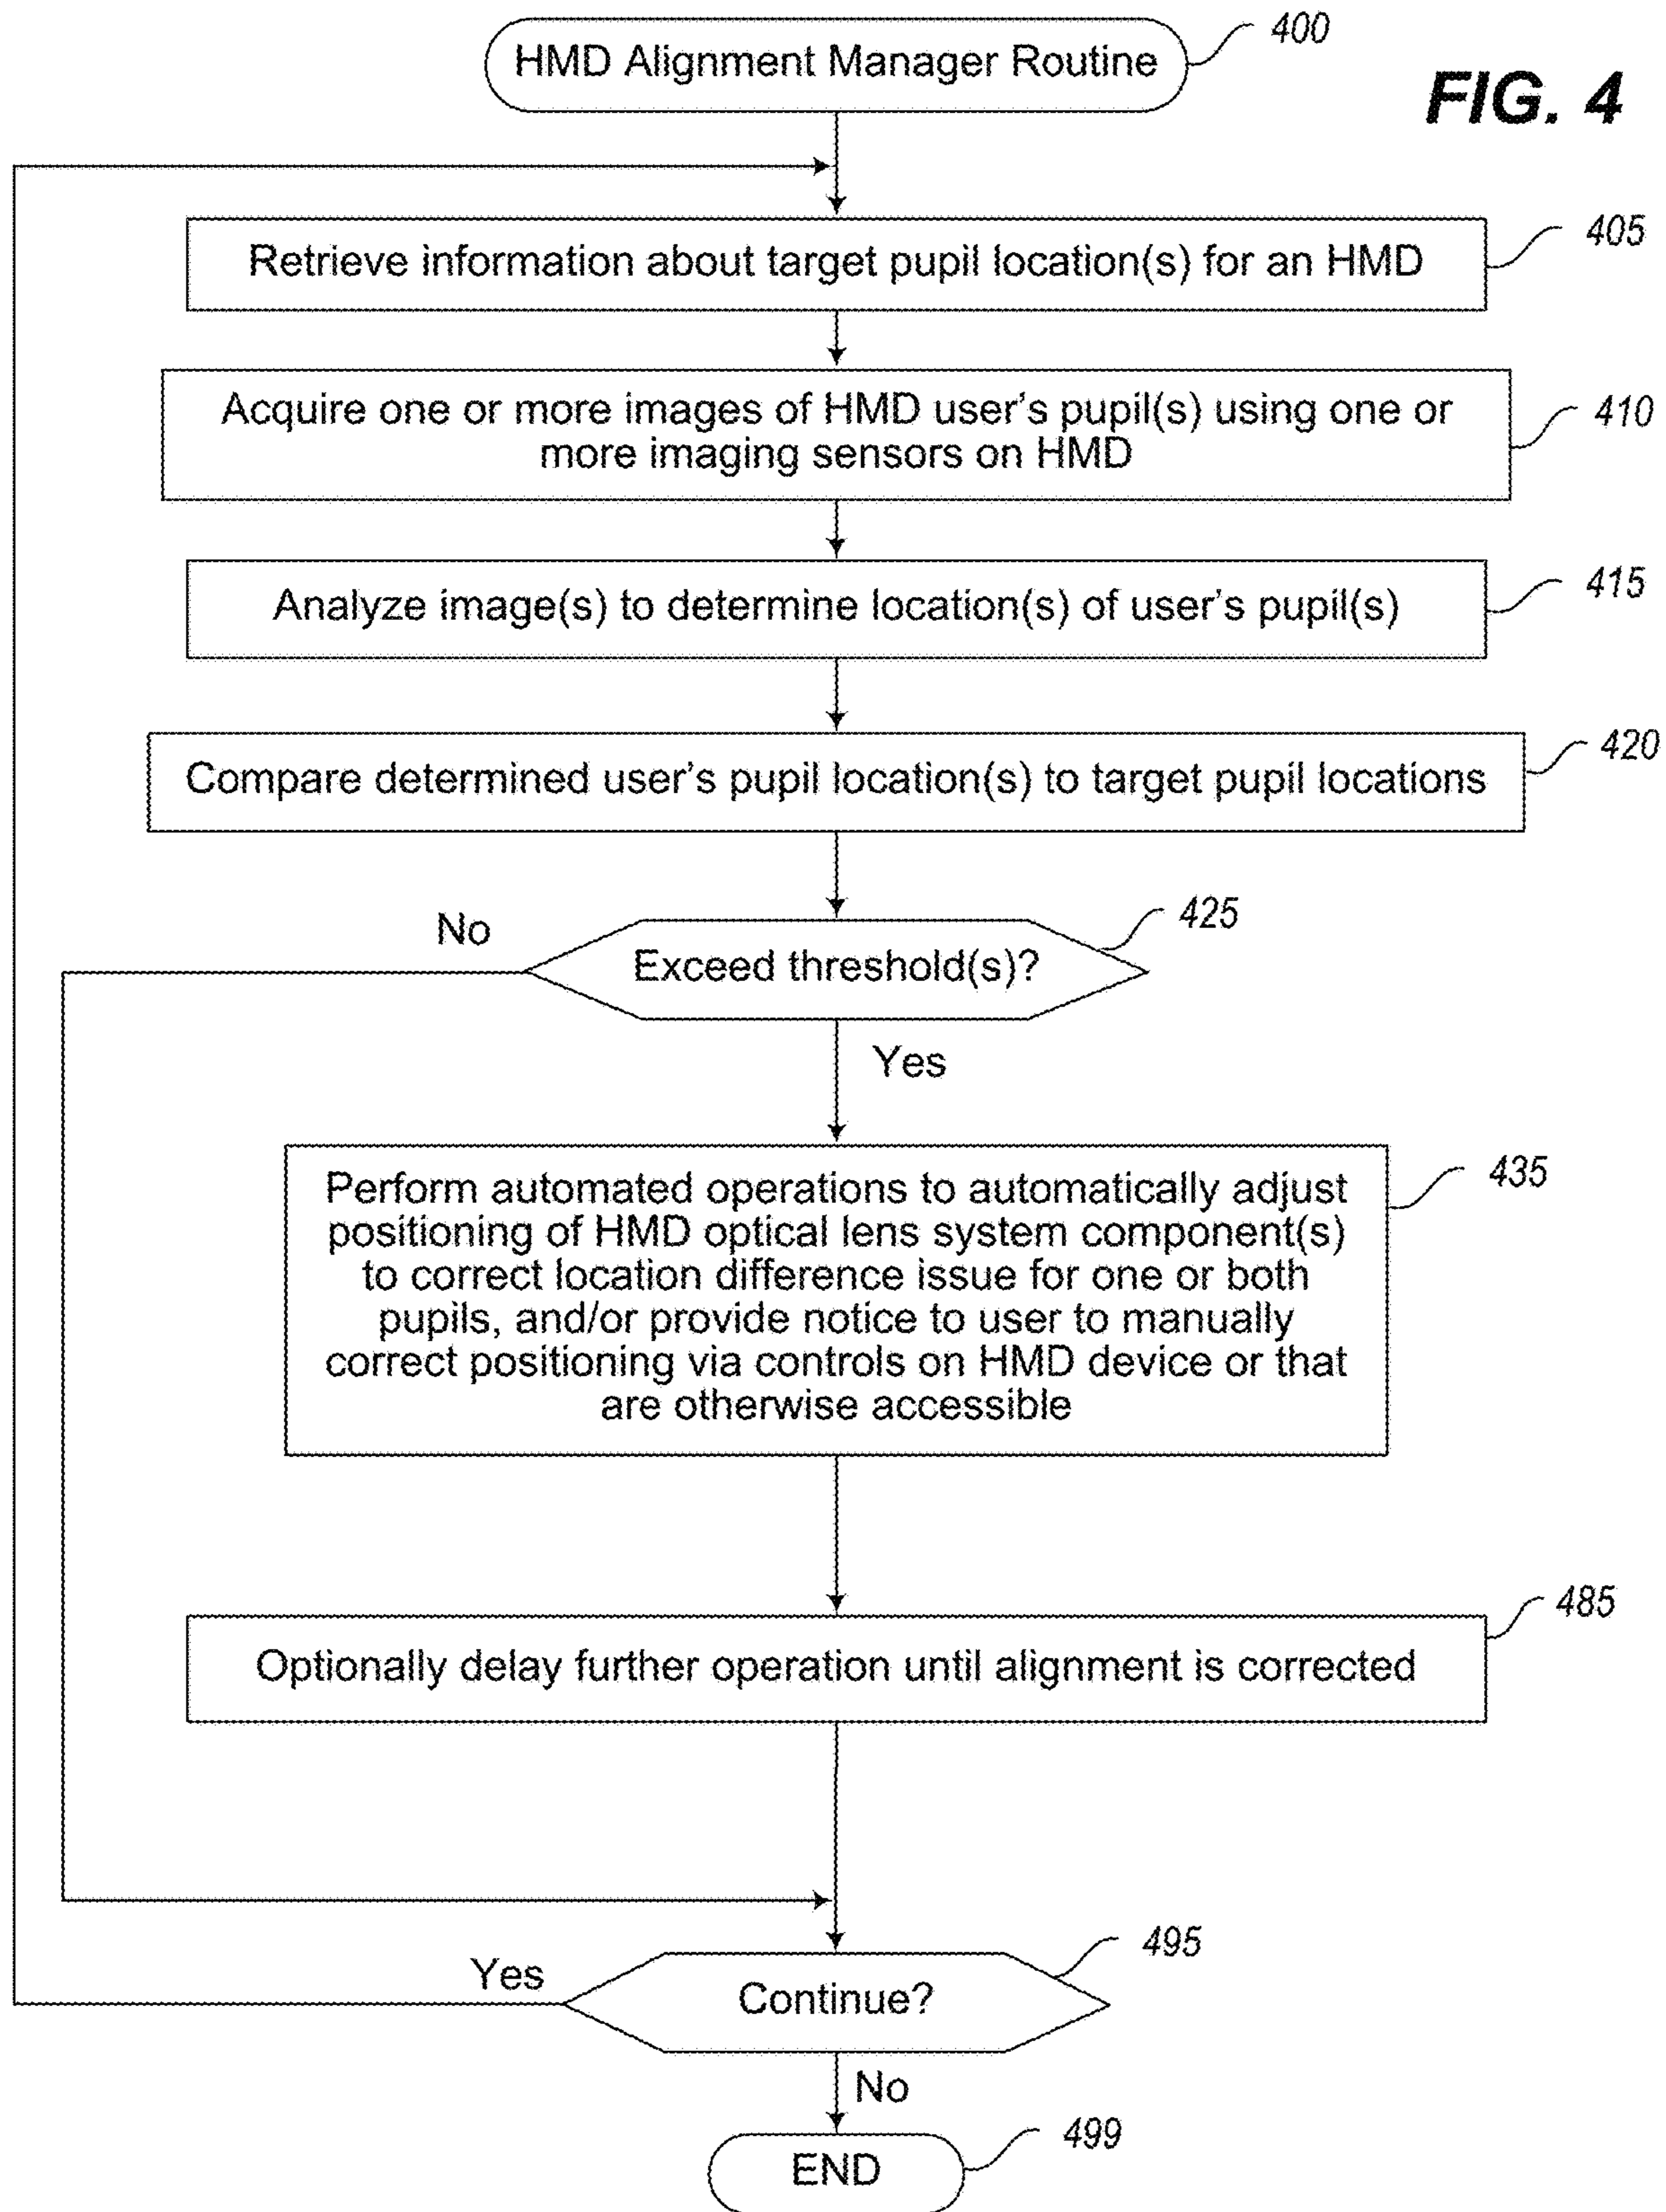 HMD Alignment Manager Routine
400
FIG. 4
Retrieve information about target pupil location(s) for an HMD
405
Acquire one or more images of HMD user's pupil(s) using one or
more imaging sensors on HMD
410
Analyze image(s) to determine location(s) of user's pupil(s)
415
Compare determined user's pupil location(s) to target pupil locations
420
No
Exceed threshold(s)?
425
Yes
Perform automated operations to automatically adjust
positioning of HMD optical lens system component(s)
to correct location difference issue for one or both
pupils, and/or provide notice to user to manually
correct positioning via controls on HMD device or that
are otherwise accessible
435
Optionally delay further operation until alignment is corrected
485
Yes
Continue?
495
No
END
499